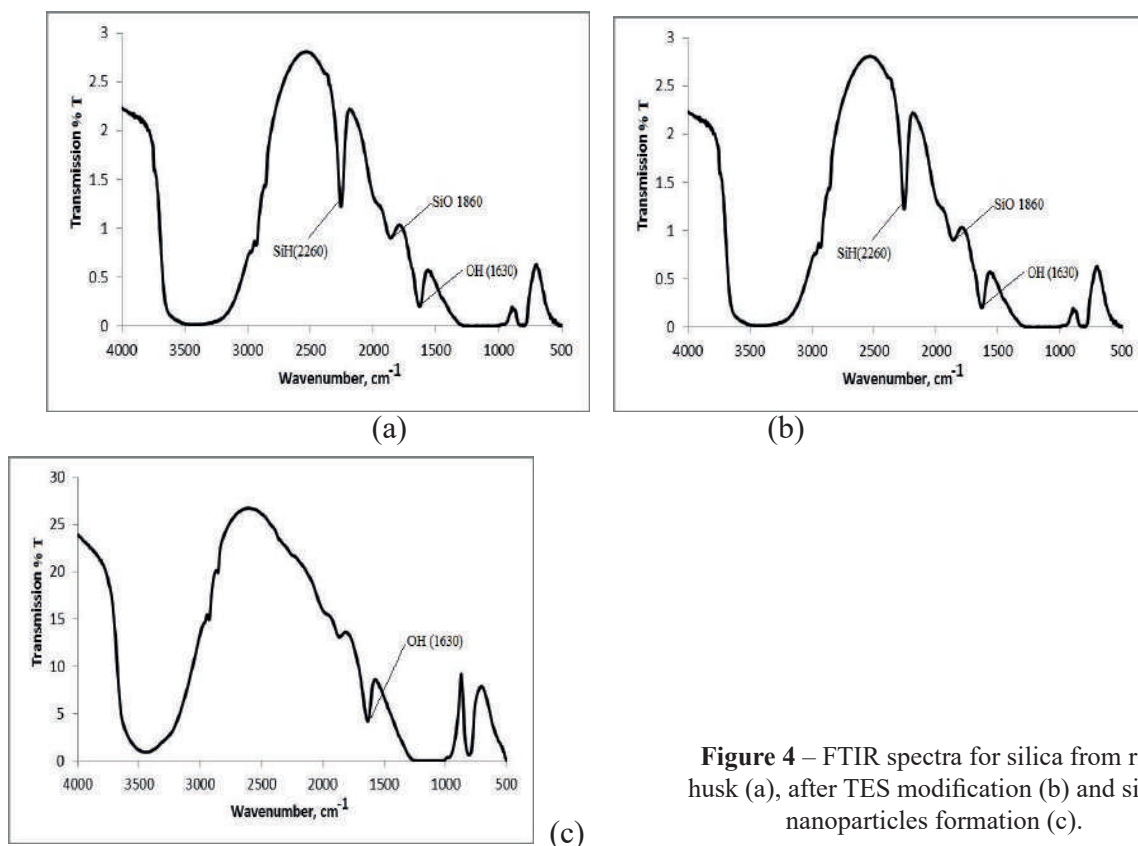 3
2.5
2
1.5
1
0.5
0
Transmission % T
SiO 1860
SiH(2260)
OH (1630)
4000 3500 3000 2500 2000 1500 1000 500
Wavenumber, cm-1
(a)
3
2.5
2
1.5
1
0.5
0
Transmission % T
SiO 1860
SiH(2260)
OH (1630)
4000 3500 3000 2500 2000 1500 1000 500
Wavenumber, cm-1
(b)
30
25
20
15
10
5
0
Transmission % T
OH (1630)
4000 3500 3000 2500 2000 1500 1000 500
Wavenumber, cm-1
(c)
Figure 4 – FTIR spectra for silica from r
husk (a), after TES modification (b) and si
nanoparticles formation (c).